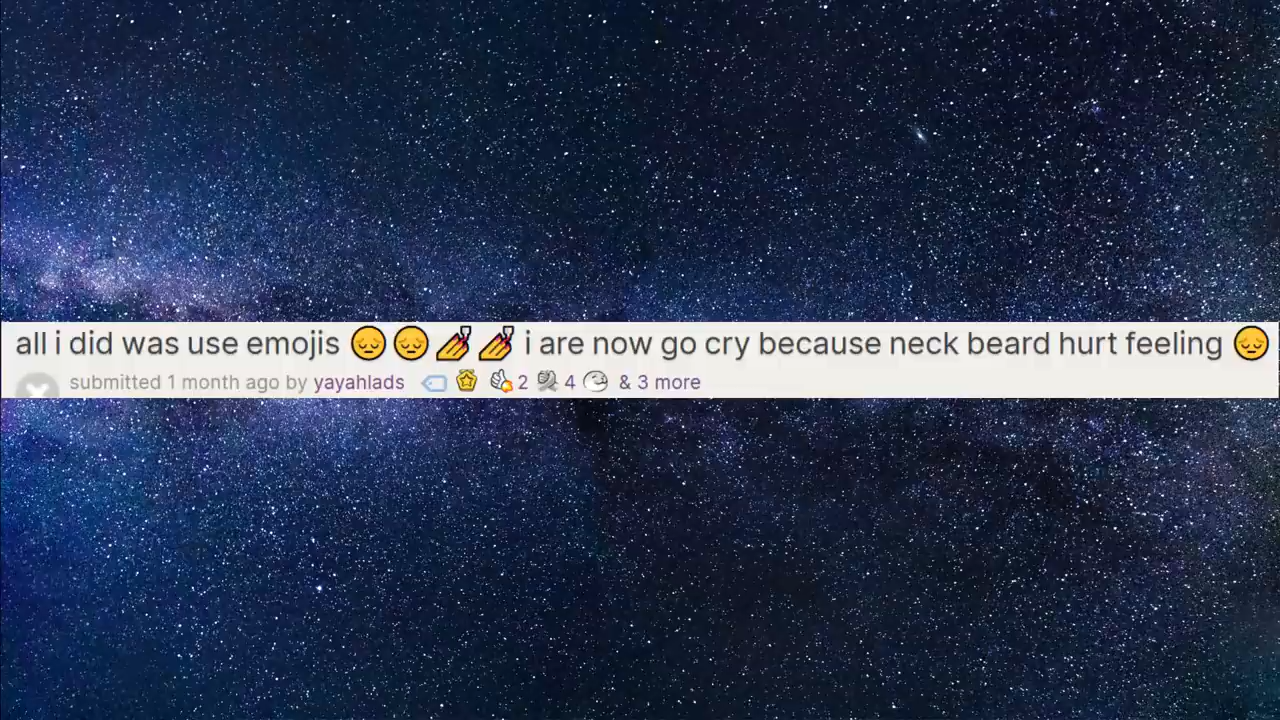 all i did was use emojis 😔😔💅💅 i are now go cry because neck beard hurt feeling 😔
submitted 1 month ago by yayahlads 2 4 & 3 more